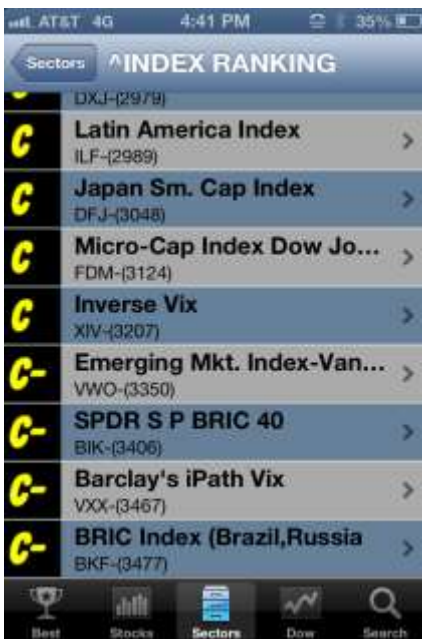 AT&T 4G 4:41 PM 35%
Sectors ^INDEX RANKING
DXJ-(2979)
C Latin America Index
ILF-(2989)
C Japan Sm. Cap Index
DFJ-(3048)
C Micro-Cap Index Dow Jo...
FDM-(3124)
C Inverse Vix
XIV-(3207)
C- Emerging Mkt. Index-Van...
VWO-(3350)
C- SPDR S P BRIC 40
BIK-(3406)
C- Barclay's iPath Vix
VXX-(3467)
C- BRIC Index (Brazil,Russia
BKF-(3477)
Best Stocks Sectors Dow Search